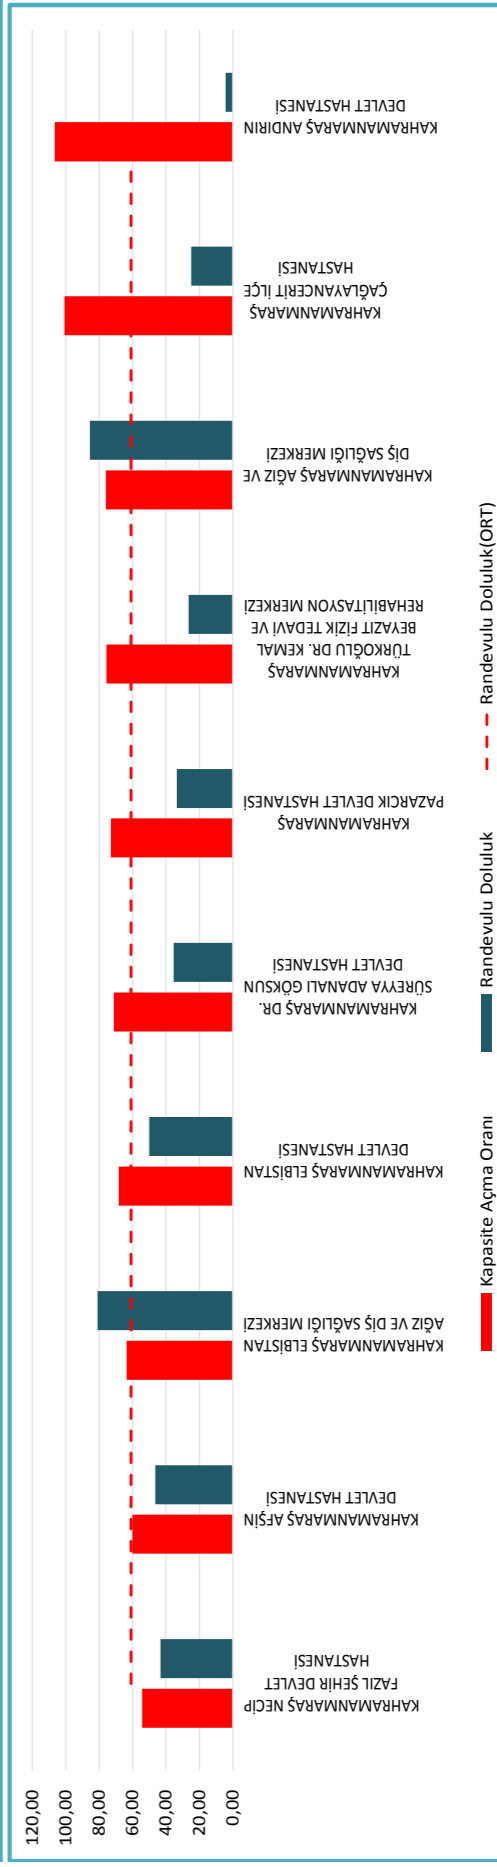 120,00
100,00
80,00
60,00
40,00
20,00
0,00
KAHRAMANMARAŞ NECİP
FAZIL ŞEHİR DEVLET
HASTANESİ
KAHRAMANMARAŞ AFŞİN
DEVLET HASTANESİ
KAHRAMANMARAŞ ELBİSTAN
AĞIZ VE DİŞ SAĞLIĞI MERKEZİ
KAHRAMANMARAŞ ELBİSTAN
DEVLET HASTANESİ
KAHRAMANMARAŞ DR.
SÜREYYA ADANALI GÖKSUN
DEVLET HASTANESİ
KAHRAMANMARAŞ
PAZARCIK DEVLET HASTANESİ
KAHRAMANMARAŞ
TÜRKOĞLU DR. KEMAL
BEYAZIT FİZİK TEDAVİ VE
REHABİLİTASYON MERKEZİ
KAHRAMANMARAŞ AĞIZ VE
DİŞ SAĞLIĞI MERKEZİ
KAHRAMANMARAŞ
ÇAĞLAYANCERİT İLÇE
HASTANESİ
KAHRAMANMARAŞ ANDIRIN
DEVLET HASTANESİ
Kapasite Açma Oranı
Randevulu Doluluk
Randevulu Doluluk(ORT)